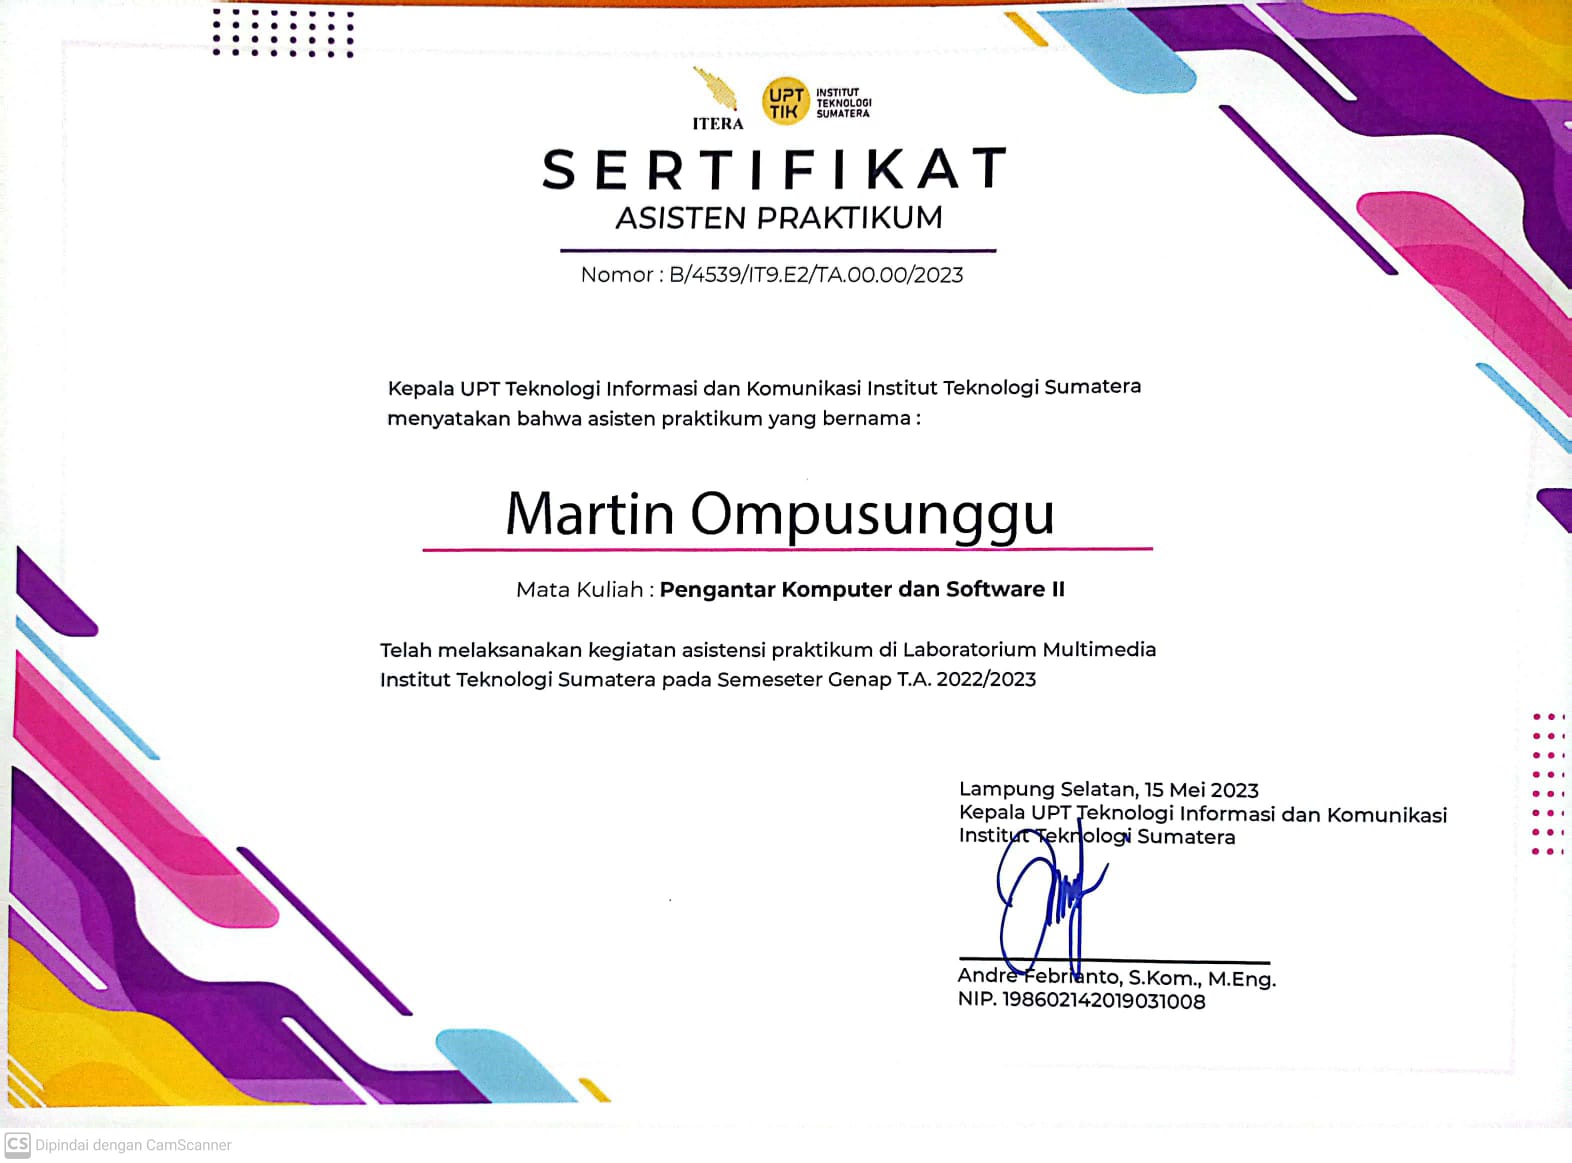 ITERA
UPT
TIK
INSTITUT
TEKNOLOGI
SUMATERA
SERTIFIKAT
ASISTEN PRAKTIKUM
Nomor : B/4539/IT9.E2/TA.00.00/2023
Kepala UPT Teknologi Informasi dan Komunikasi Institut Teknologi Sumatera
menyatakan bahwa asisten praktikum yang bernama :
Martin Ompusunggu
Mata Kuliah : Pengantar Komputer dan Software II
Telah melaksanakan kegiatan asistensi praktikum di Laboratorium Multimedia
Institut Teknologi Sumatera pada Semeseter Genap T.A. 2022/2023
Lampung Selatan, 15 Mei 2023
Kepala UPT Teknologi Informasi dan Komunikasi
Institut Teknologi Sumatera
Andre Febrianto, S.Kom., M.Eng.
NIP. 198602142019031008
CS Dipindai dengan CamScanner